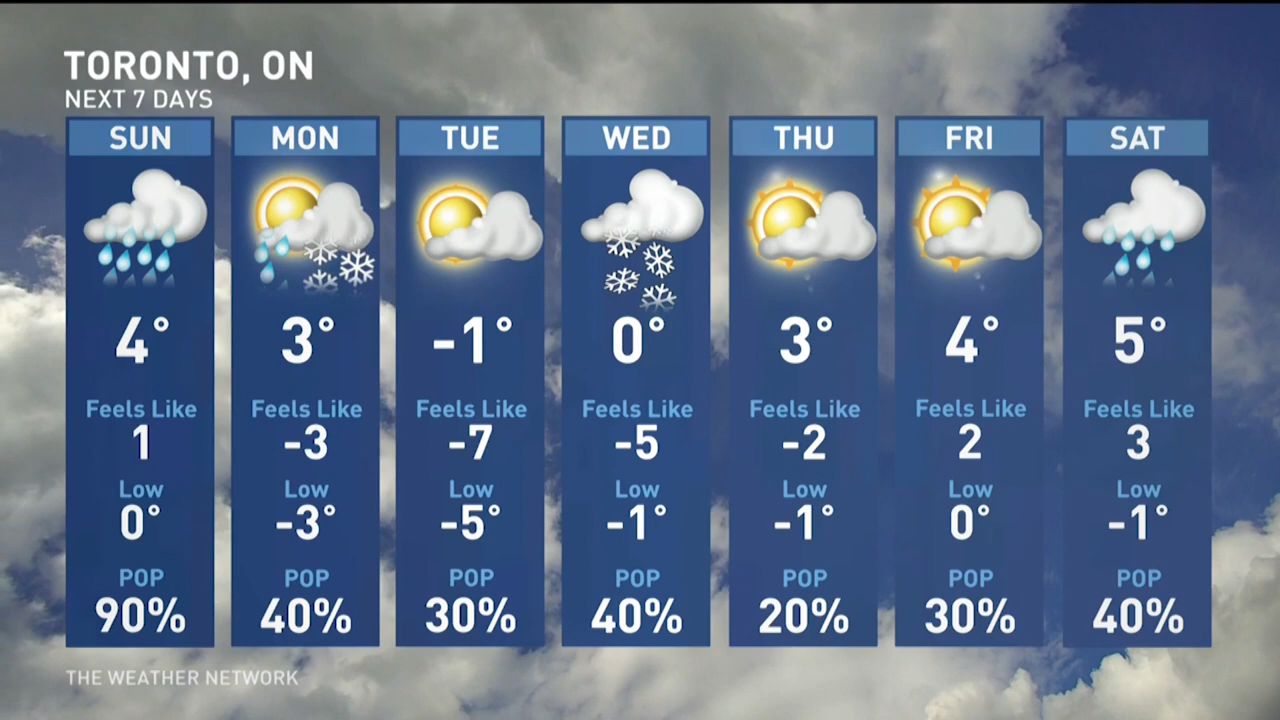 TORONTO, ON
NEXT 7 DAYS
SUN MON TUE WED THU FRI SAT
4° 3° -1° 0° 3° 4° 5°
Feels Like Feels Like Feels Like Feels Like Feels Like Feels Like Feels Like
1 -3 -7 -5 -2 2 3
Low Low Low Low Low Low Low
0° -3° -5° -1° -1° 0° -1°
POP POP POP POP POP POP POP
90% 40% 30% 40% 20% 30% 40%
THE WEATHER NETWORK